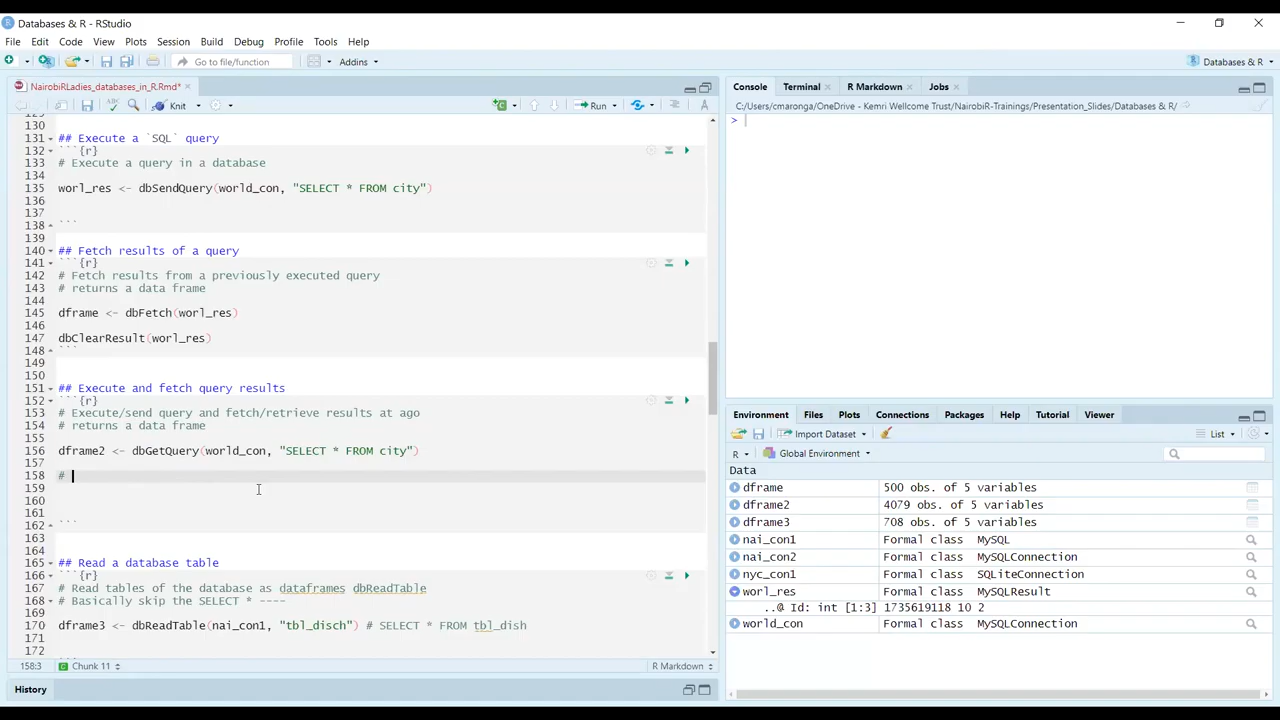 Databases & R - RStudio
File Edit Code View Plots Session Build Debug Profile Tools Help
Go to file/function Addins Databases & R
NairobiRLadies_databases_in_R.Rmd*
Knit Run
129
130
131 ## Execute a `SQL` query
132 ```{r}
133 # Execute a query in a database
134
135 worl_res <- dbSendQuery(world_con, "SELECT * FROM city")
136
137
138 ```
139
140 ## Fetch results of a query
141 ```{r}
142 # Fetch results from a previously executed query
143 # returns a data frame
144
145 dframe <- dbFetch(worl_res)
146
147 dbClearResult(worl_res)
148 ```
149
150
151 ## Execute and fetch query results
152 ```{r}
153 # Execute/send query and fetch/retrieve results at ago
154 # returns a data frame
155
156 dframe2 <- dbGetQuery(world_con, "SELECT * FROM city")
157
158 #
159
160
161
162 ```
163
164
165 ## Read a database table
166 ```{r}
167 # Read tables of the database as dataframes dbReadTable
168 # Basically skip the SELECT * ----
169
170 dframe3 <- dbReadTable(nai_con1, "tbl_disch") # SELECT * FROM tbl_dish
171
172
158:3 Chunk 11 R Markdown
History
Console Terminal R Markdown Jobs
C:/Users/cmaronga/OneDrive - Kemri Wellcome Trust/NairobiR-Trainings/Presentation_Slides/Databases & R/
>
Environment Files Plots Connections Packages Help Tutorial Viewer
Import Dataset List
R Global Environment
Data
dframe 500 obs. of 5 variables
dframe2 4079 obs. of 5 variables
dframe3 708 obs. of 5 variables
nai_con1 Formal class MySQL
nai_con2 Formal class MySQLConnection
nyc_con1 Formal class SQLiteConnection
worl_res Formal class MySQLResult
..@ Id: int [1:3] 1735619118 10 2
world_con Formal class MySQLConnection